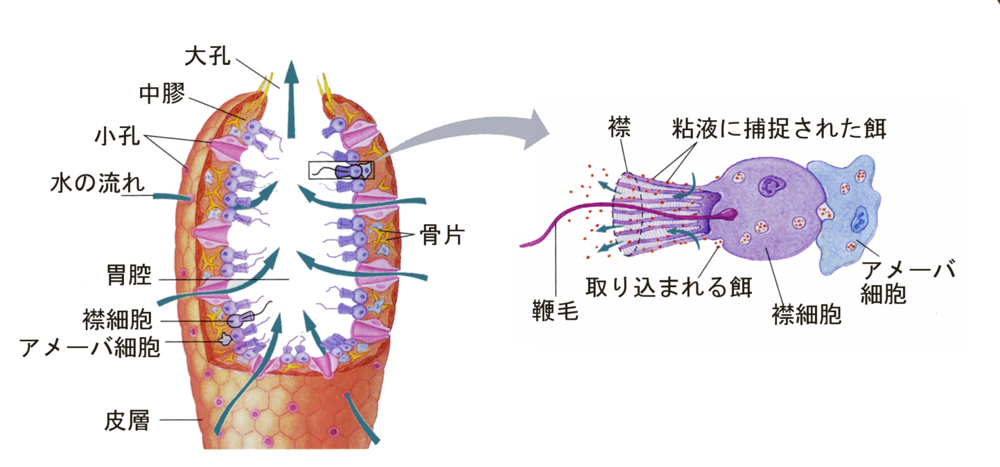 大孔
中膠
小孔
水の流れ
胃腔
襟細胞
アメーバ細胞
皮層
骨片
襟
粘液に捕捉された餌
鞭毛
取り込まれる餌
襟細胞
アメーバ
細胞